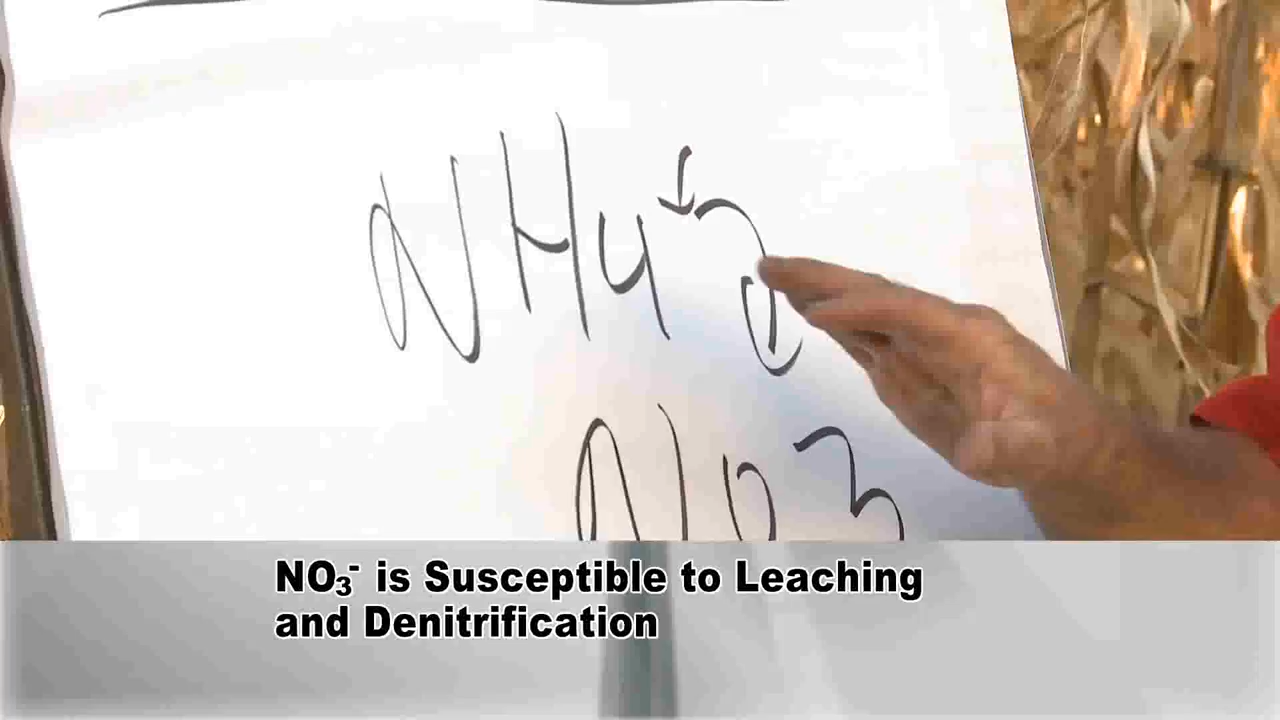 NH4+
NO3
NO₃⁻ is Susceptible to Leaching
and Denitrification